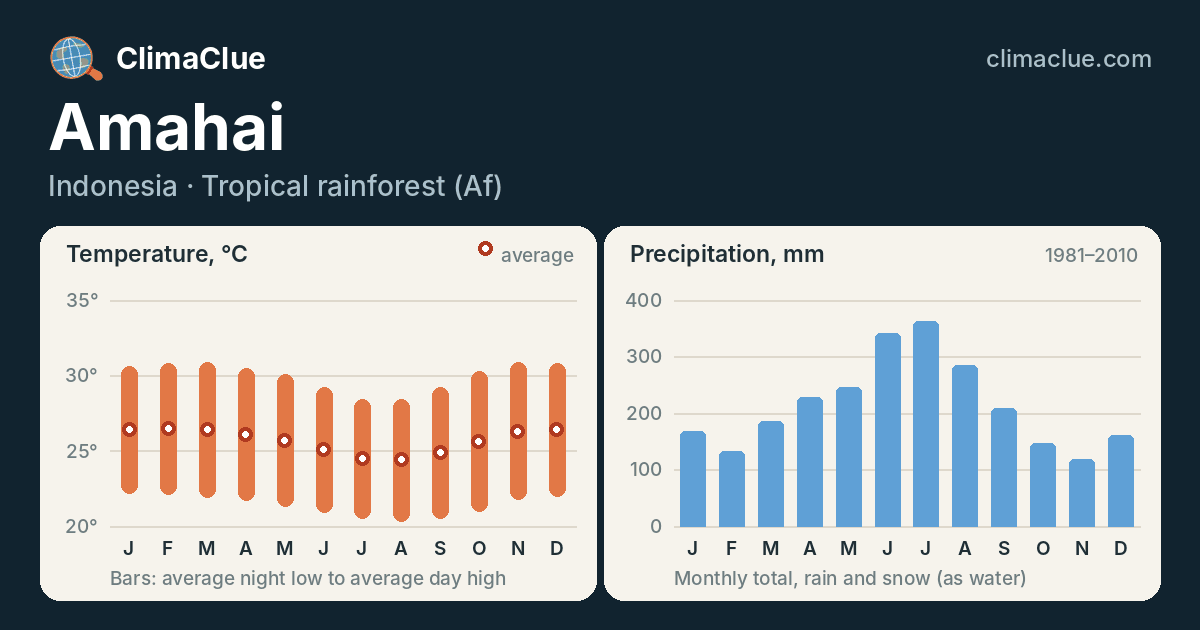 ClimaClue
climaclue.com
Amahai
Indonesia · Tropical rainforest (Af)
Temperature, °C
average
35°
30°
25°
20°
J F M A M J J A S O N D
Bars: average night low to average day high
Precipitation, mm
1981–2010
400
300
200
100
0
J F M A M J J A S O N D
Monthly total, rain and snow (as water)